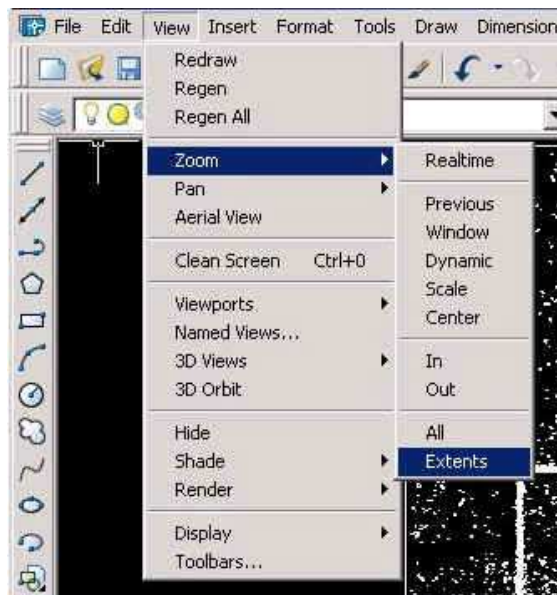 File Edit View Insert Format Tools Draw Dimension
Redraw
Regen
Regen All
Zoom
Pan
Aerial View
Clean Screen Ctrl+0
Viewports
Named Views...
3D Views
3D Orbit
Hide
Shade
Render
Display
Toolbars...
Realtime
Previous
Window
Dynamic
Scale
Center
In
Out
All
Extents